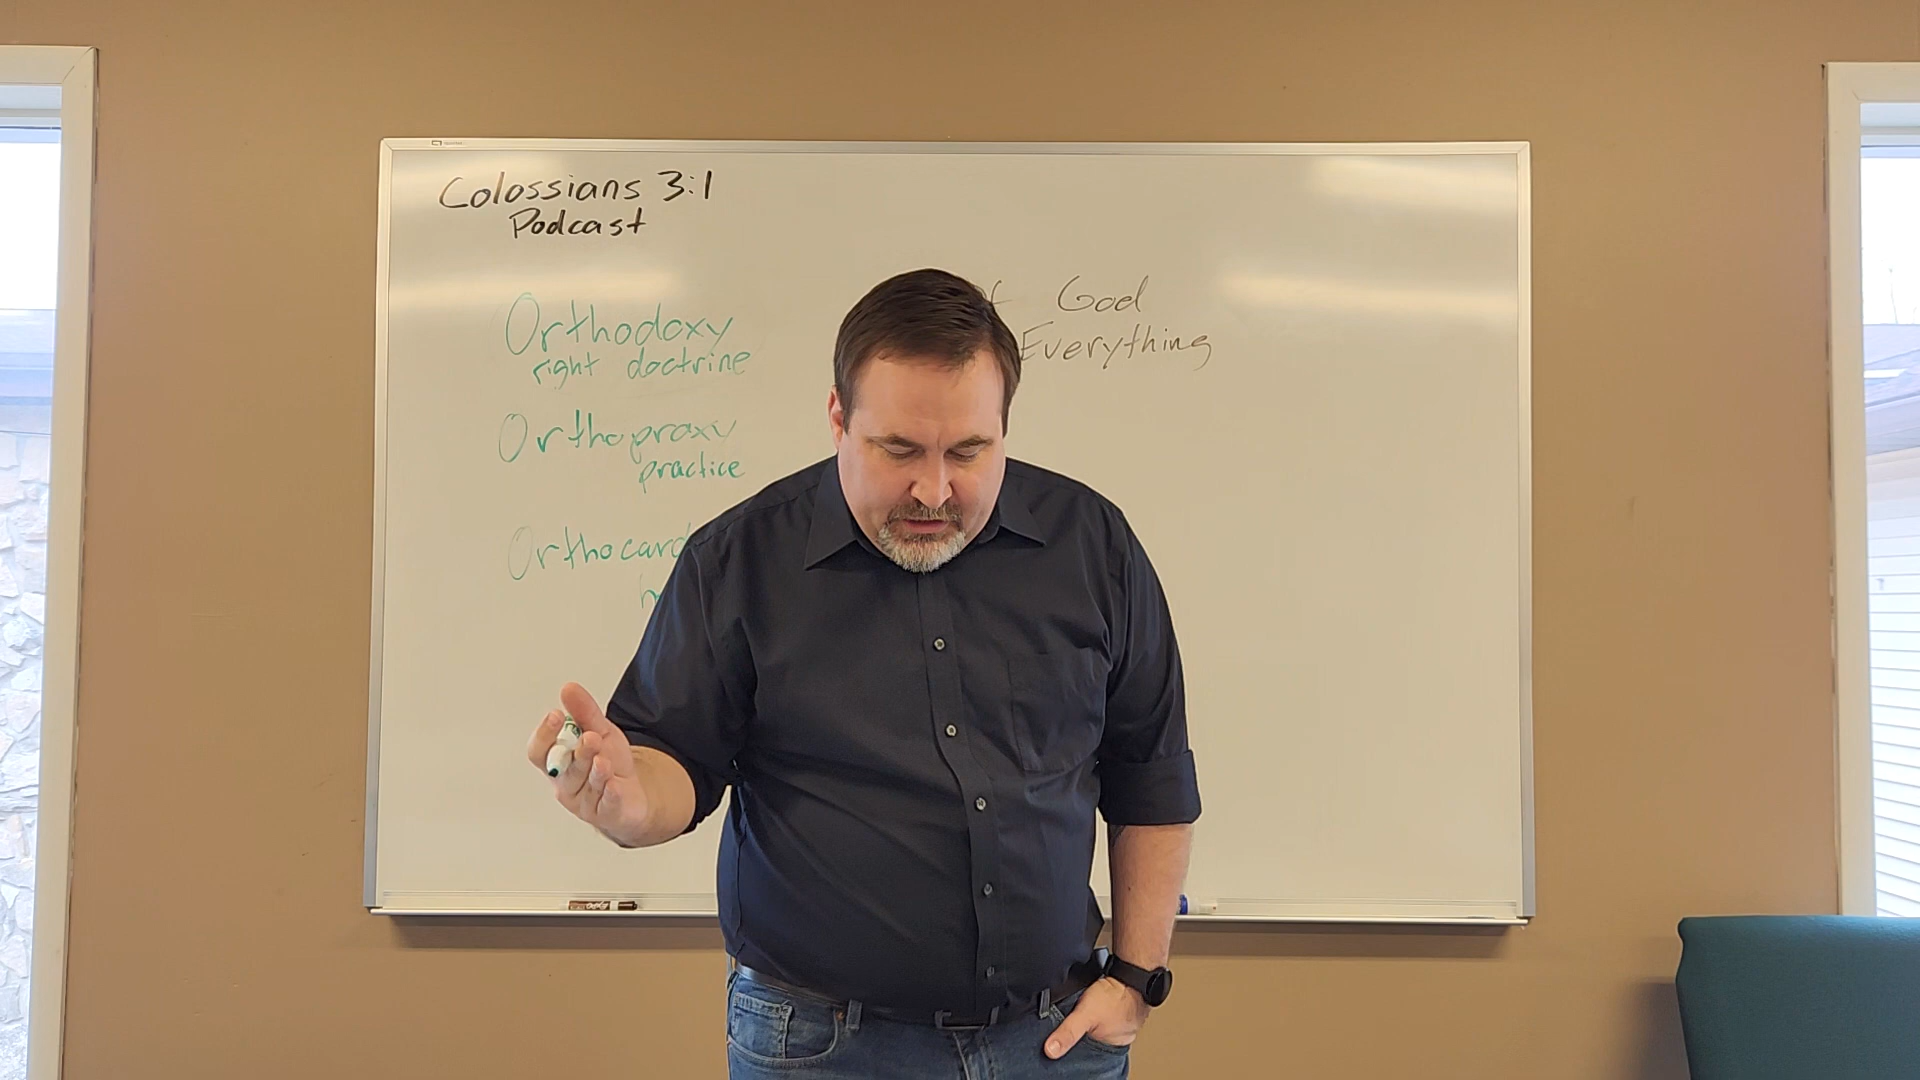 Colossians 3:1
Podcast
Orthodoxy
right doctrine
Orthopraxy
practice
God
Everything